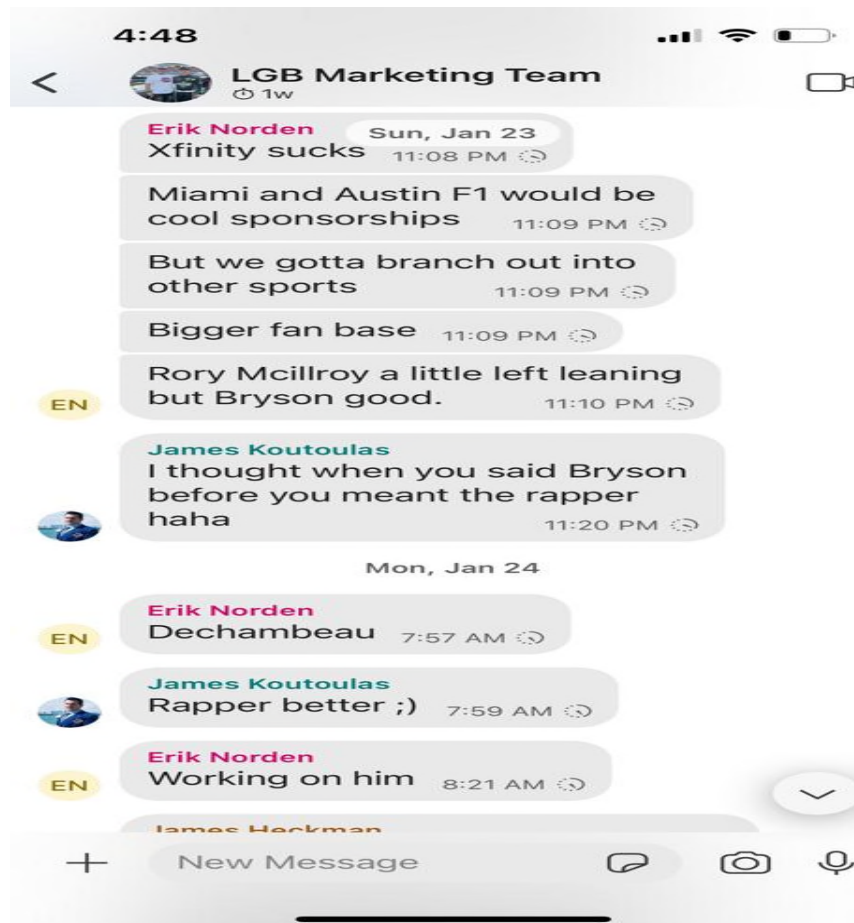 4:48
LGB Marketing Team
1w
Erik Norden
Sun, Jan 23
Xfinity sucks 11:08 PM
Miami and Austin F1 would be
cool sponsorships 11:09 PM
But we gotta branch out into
other sports 11:09 PM
Bigger fan base 11:09 PM
Rory Mcillroy a little left leaning
but Bryson good. 11:10 PM
EN
James Koutoulas
I thought when you said Bryson
before you meant the rapper
haha 11:20 PM
Mon, Jan 24
Erik Norden
Dechambeau 7:57 AM
EN
James Koutoulas
Rapper better ;) 7:59 AM
Erik Norden
Working on him 8:21 AM
EN
James Heckman
New Message